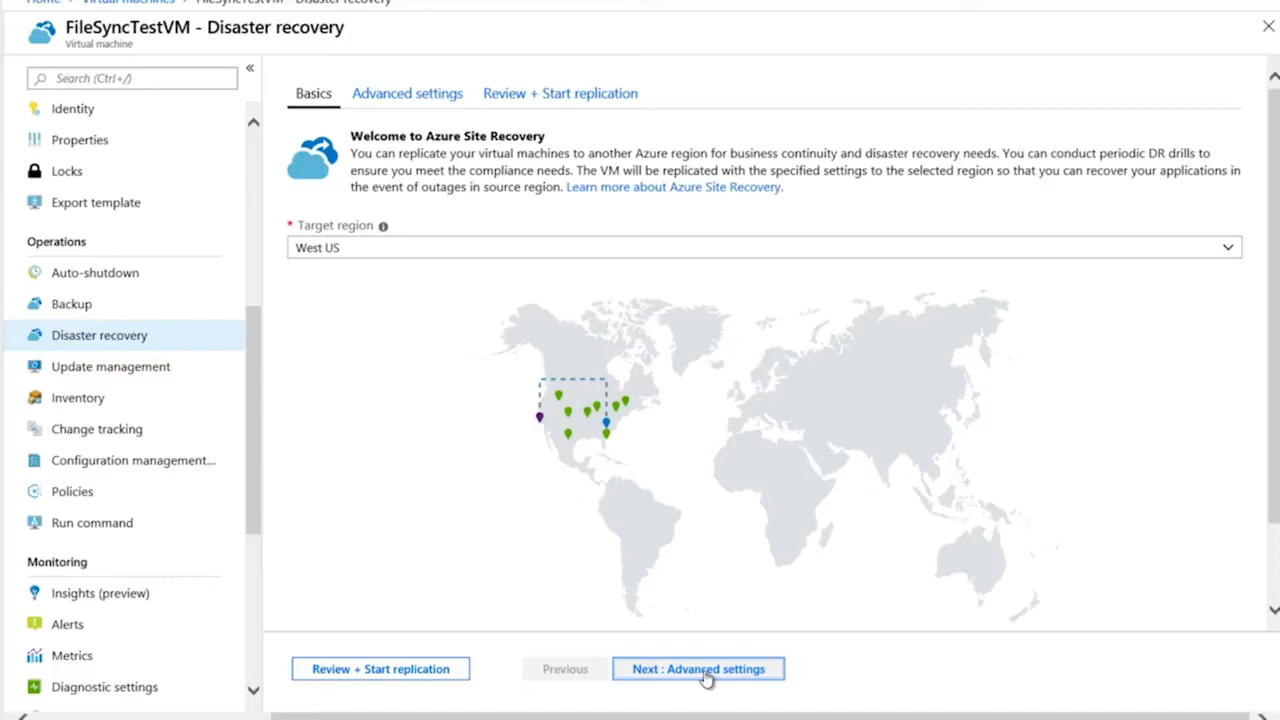 Home > Virtual machines > FileSyncTestVM - Disaster recovery
FileSyncTestVM - Disaster recovery
Virtual machine
Search (Ctrl+/)
«
Identity
Properties
Locks
Export template
Operations
Auto-shutdown
Backup
Disaster recovery
Update management
Inventory
Change tracking
Configuration management...
Policies
Run command
Monitoring
Insights (preview)
Alerts
Metrics
Diagnostic settings
Basics Advanced settings Review + Start replication
Welcome to Azure Site Recovery
You can replicate your virtual machines to another Azure region for business continuity and disaster recovery needs. You can conduct periodic DR drills to
ensure you meet the compliance needs. The VM will be replicated with the specified settings to the selected region so that you can recover your applications in
the event of outages in source region. Learn more about Azure Site Recovery.
* Target region
West US
Review + Start replication Previous Next : Advanced settings